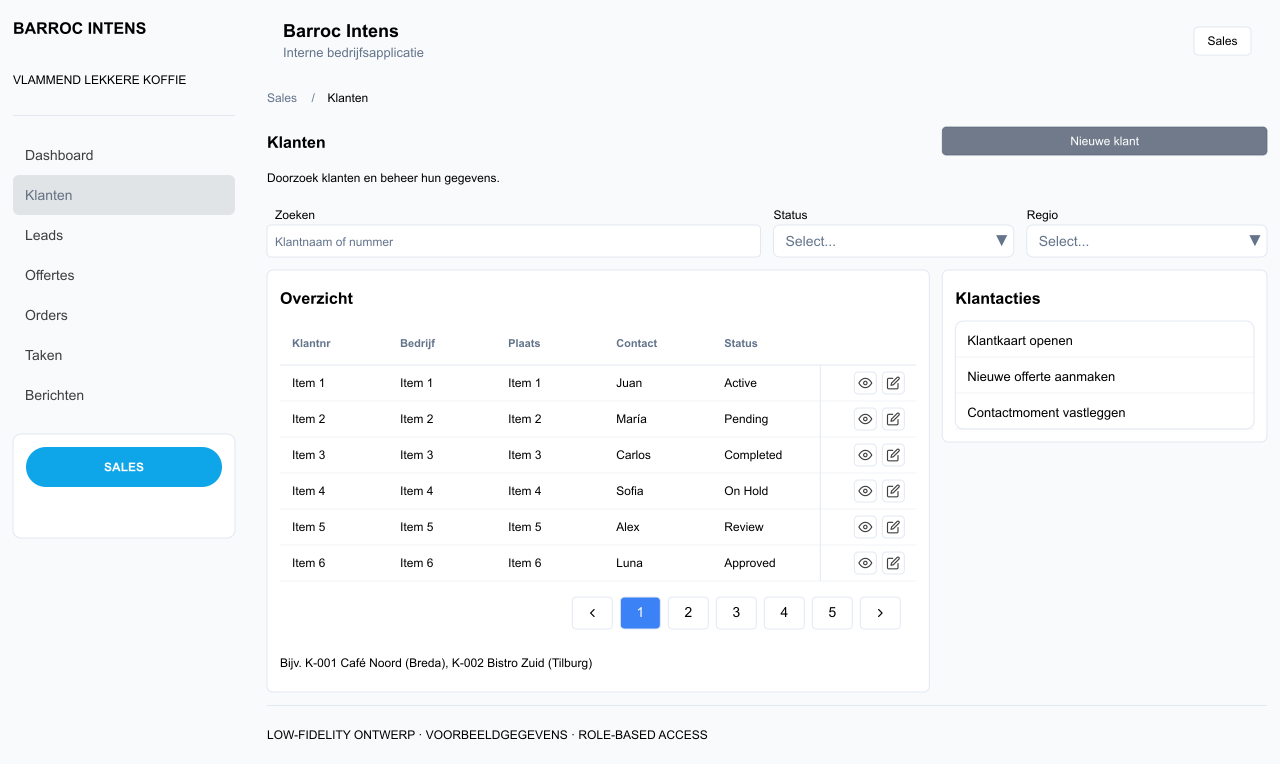 BARROC INTENS
VLAMMEND LEKKERE KOFFIE
Dashboard
Klanten
Leads
Offertes
Orders
Taken
Berichten
SALES
Barroc Intens
Interne bedrijfsapplicatie
Sales
Sales / Klanten
Klanten
Nieuwe klant
Doorzoek klanten en beheer hun gegevens.
Zoeken Status Regio
Klantnaam of nummer Select... Select...
Overzicht
Klantnr Bedrijf Plaats Contact Status
Item 1 Item 1 Item 1 Juan Active
Item 2 Item 2 Item 2 María Pending
Item 3 Item 3 Item 3 Carlos Completed
Item 4 Item 4 Item 4 Sofia On Hold
Item 5 Item 5 Item 5 Alex Review
Item 6 Item 6 Item 6 Luna Approved
1 2 3 4 5
Bijv. K-001 Café Noord (Breda), K-002 Bistro Zuid (Tilburg)
Klantacties
Klantkaart openen
Nieuwe offerte aanmaken
Contactmoment vastleggen
LOW-FIDELITY ONTWERP · VOORBEELDGEGEVENS · ROLE-BASED ACCESS